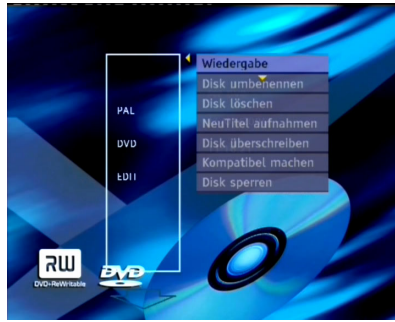 Wiedergabe
Disk umbenennen
Disk löschen
NeuTitel aufnahmen
Disk überschreiben
Kompatibel machen
Disk sperren
PAL
DVD
EDIT
RW
DVD+ReWritable
DVD